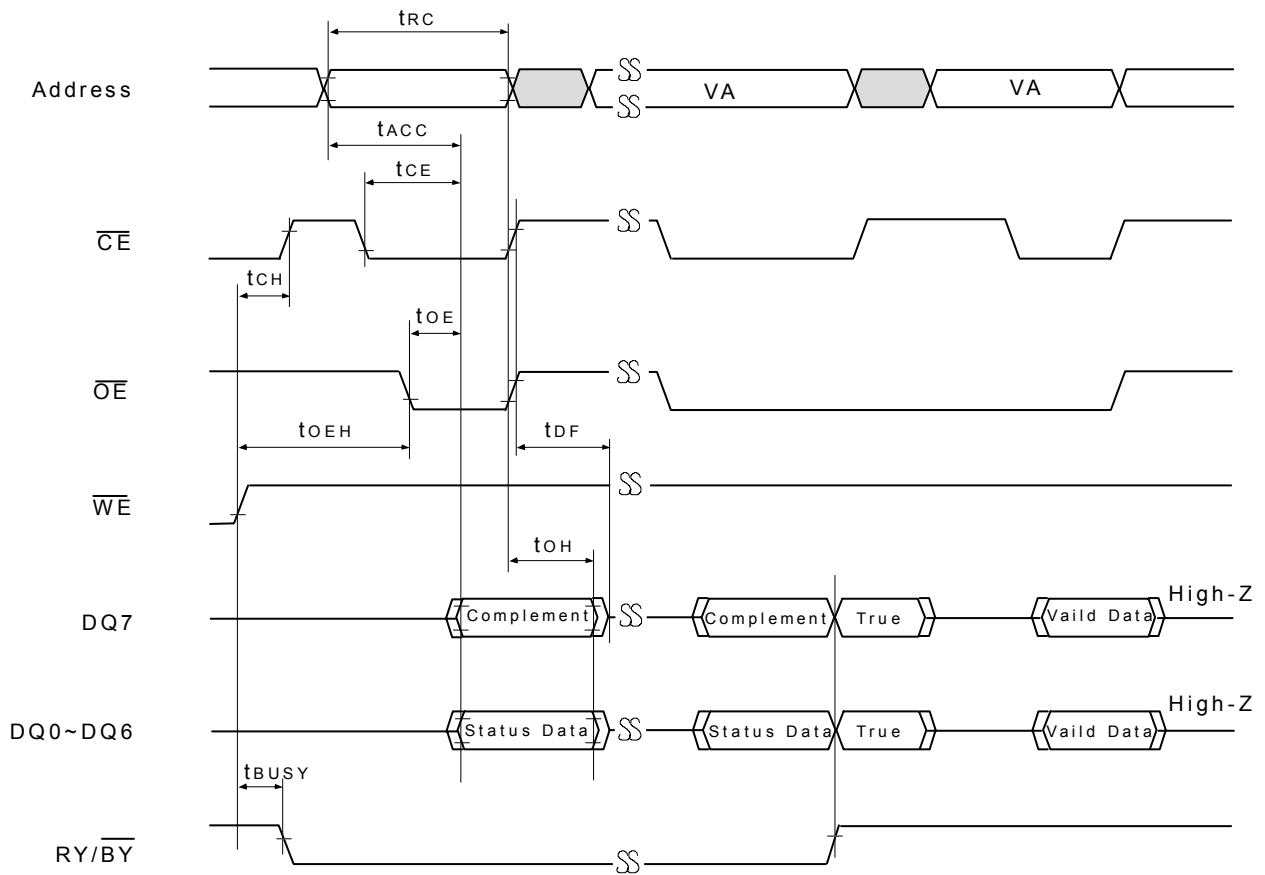 tRC
Address
VA
VA
tACC
tCE
CE
tCH
tOE
OE
tOEH
tDF
WE
tOH
DQ7
Complement
Complement
True
Vaild Data
High-Z
DQ0~DQ6
Status Data
Status Data
True
Vaild Data
High-Z
tBUSY
RY/BY